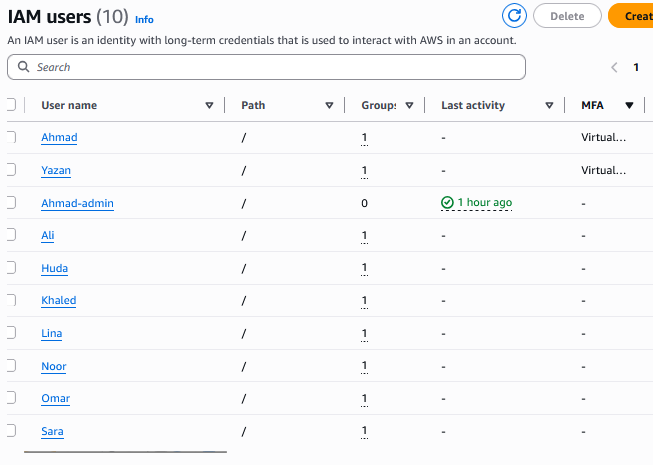 IAM users (10) Info Delete Creat
An IAM user is an identity with long-term credentials that is used to interact with AWS in an account.
Search 1
User name Path Groups Last activity MFA
Ahmad / 1 - Virtual...
Yazan / 1 - Virtual...
Ahmad-admin / 0 1 hour ago -
Ali / 1 - -
Huda / 1 - -
Khaled / 1 - -
Lina / 1 - -
Noor / 1 - -
Omar / 1 - -
Sara / 1 - -